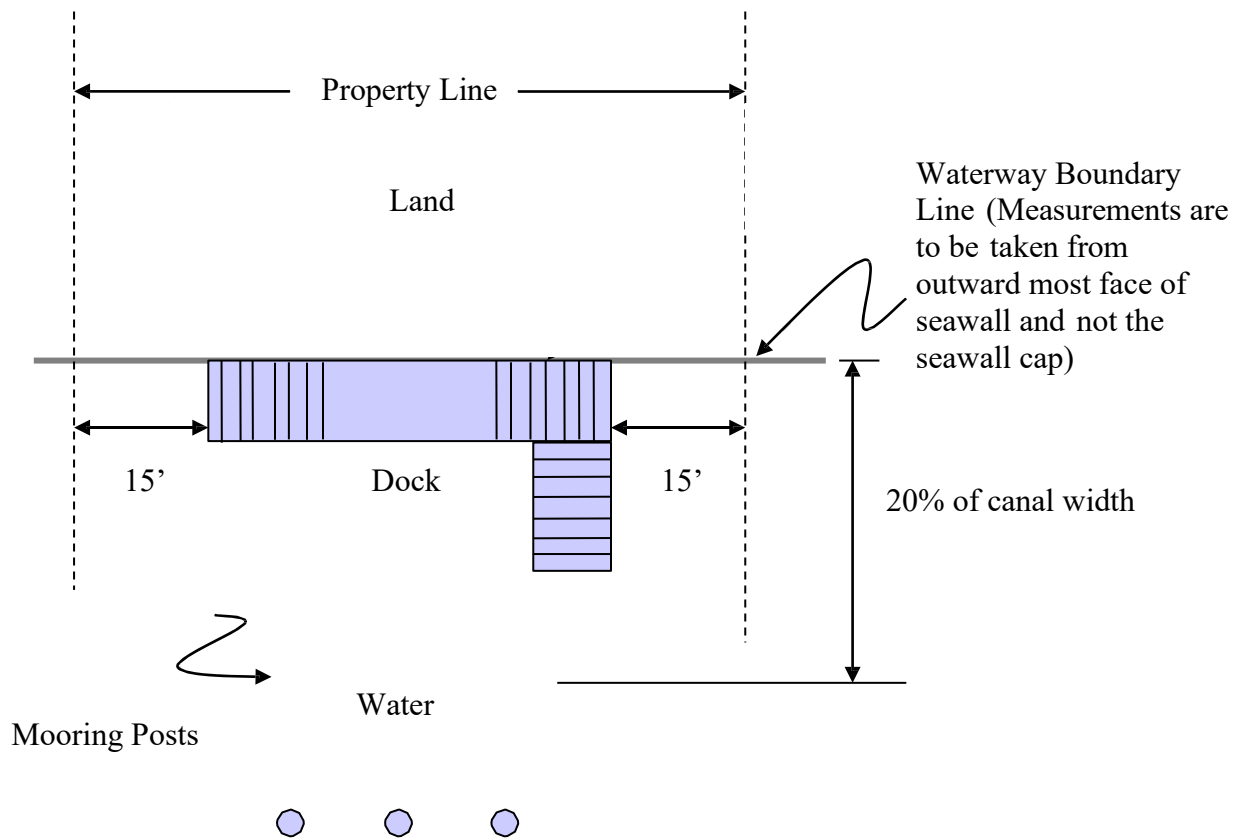 Property Line
Land
Waterway Boundary
Line (Measurements are
to be taken from
outward most face of
seawall and not the
seawall cap)
15’
Dock
15’
20% of canal width
Water
Mooring Posts